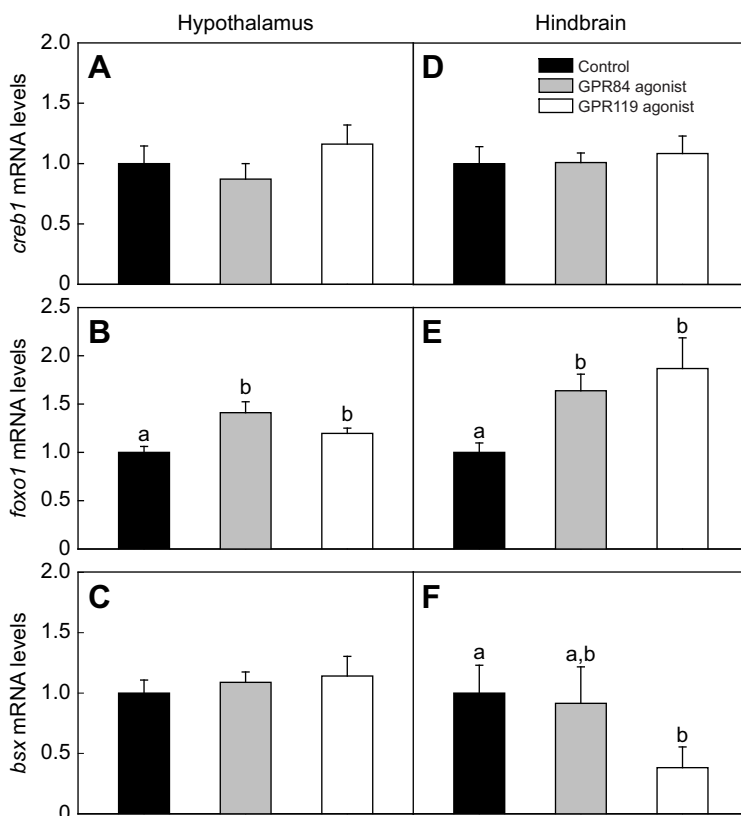 Hypothalamus
Hindbrain
creb1 mRNA levels
2.0
1.5
1.0
0.5
0
A
D
Control
GPR84 agonist
GPR119 agonist
foxo1 mRNA levels
2.5
2.0
1.5
1.0
0.5
0
B
a
b
b
E
a
b
b
bsx mRNA levels
2.0
1.5
1.0
0.5
0
C
F
a
a,b
b